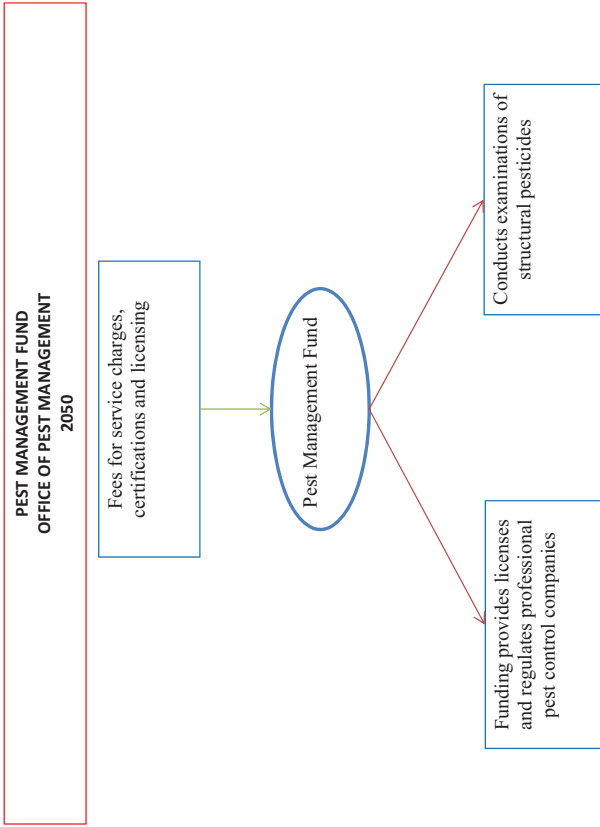 PEST MANAGEMENT FUND
OFFICE OF PEST MANAGEMENT
2050
Fees for service charges,
certifications and licensing
Pest Management Fund
Funding provides licenses
and regulates professional
pest control companies
Conducts examinations of
structural pesticides